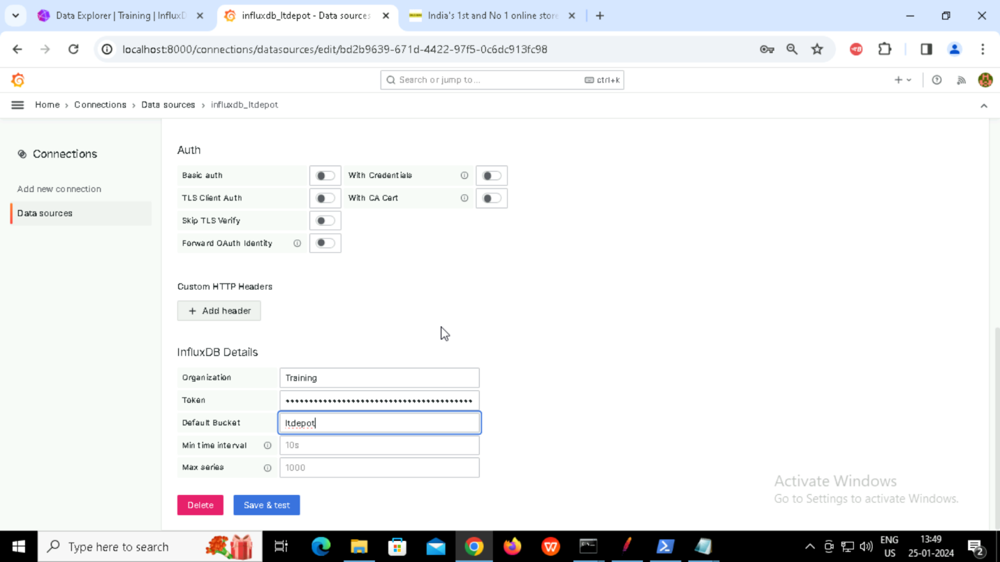 Data Explorer | Training | InfluxD
influxdb_ltdepot - Data sources
India's 1st and No 1 online store
localhost:8000/connections/datasources/edit/bd2b9639-671d-4422-97f5-0c6dc913fc98
Search or jump to...
ctrl+k
Home › Connections › Data sources › influxdb_ltdepot
Connections
Add new connection
Data sources
Auth
Basic auth
With Credentials
TLS Client Auth
With CA Cert
Skip TLS Verify
Forward OAuth Identity
Custom HTTP Headers
+ Add header
InfluxDB Details
Organization
Training
Token
Default Bucket
ltdepot
Min time interval
10s
Max series
1000
Delete
Save & test
Activate Windows
Go to Settings to activate Windows.
Type here to search
ENG
US
13:49
25-01-2024
2